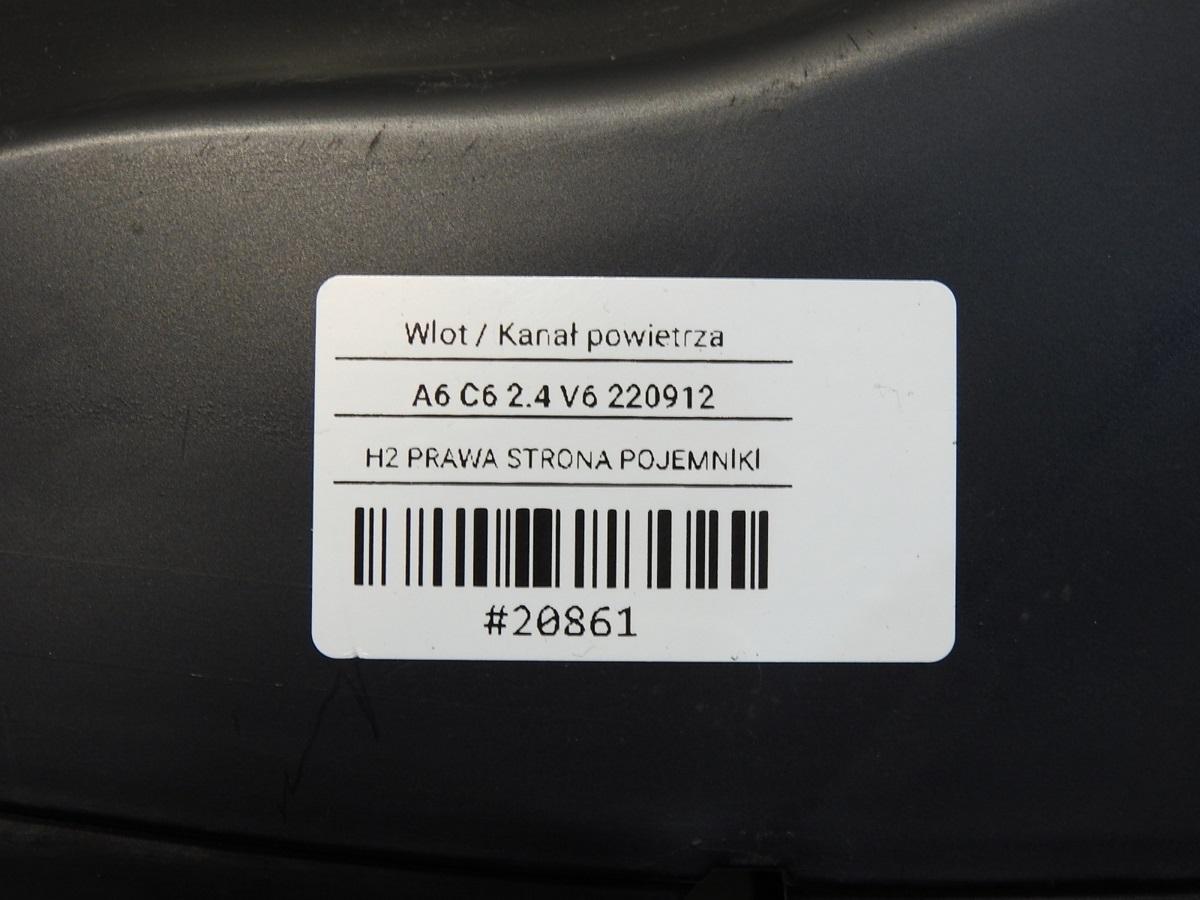 Wlot / Kanał powietrza
A6 C6 2.4 V6 220912
H2 PRAWA STRONA POJEMNIKI
#20861